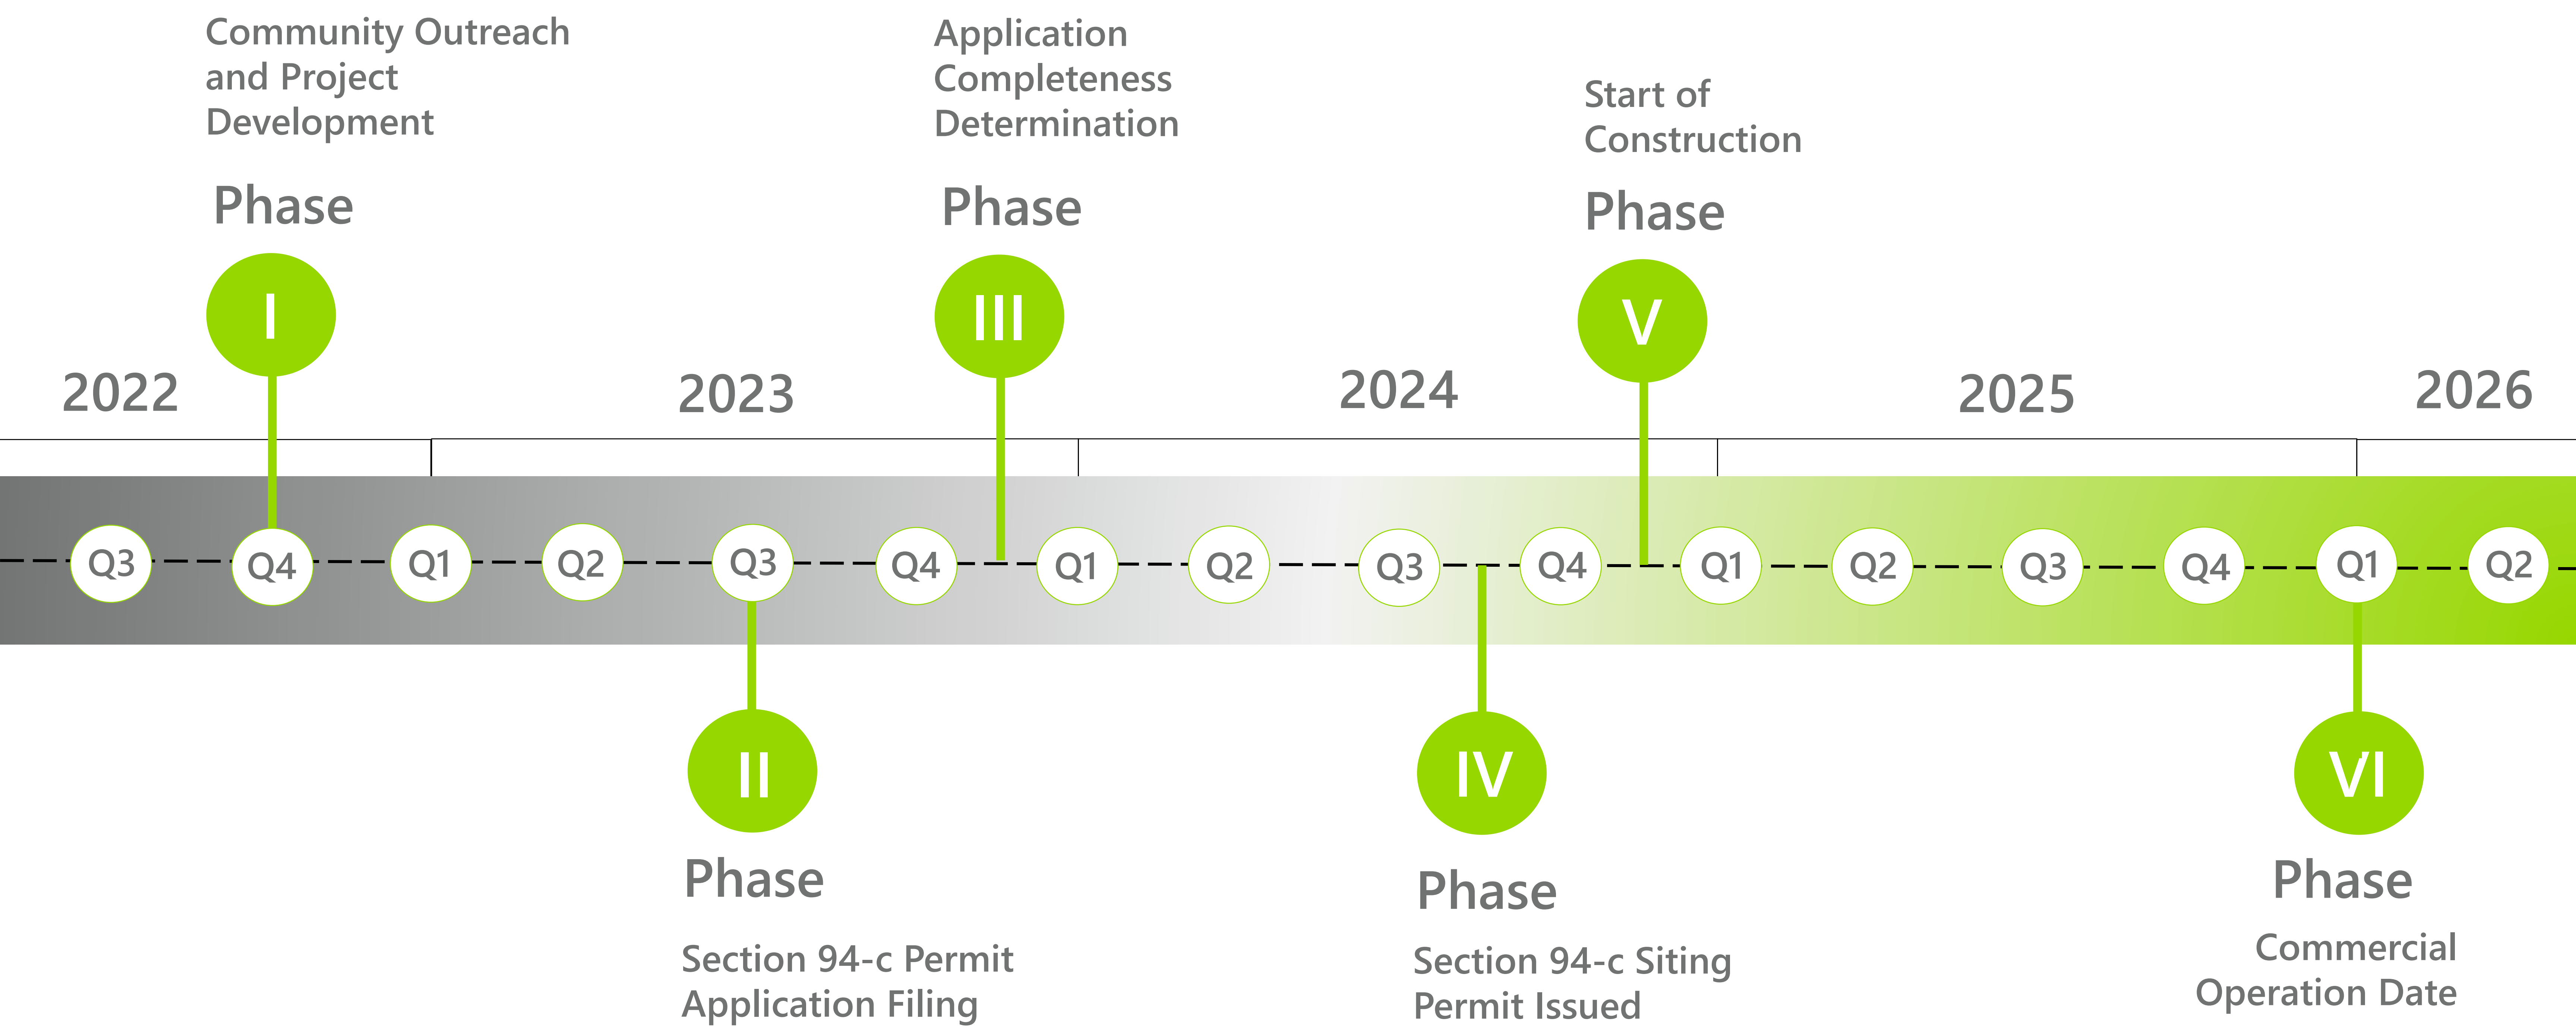 Community Outreach
and Project
Development
Phase
I
Application
Completeness
Determination
Phase
III
Start of
Construction
Phase
V
2022
2023
2024
2025
2026
Q3
Q4
Q1
Q2
Q3
Q4
Q1
Q2
Q3
Q4
Q1
Q2
Q3
Q4
Q1
Q2
II
Phase
Section 94-c Permit
Application Filing
IV
Phase
Section 94-c Siting
Permit Issued
VI
Phase
Commercial
Operation Date